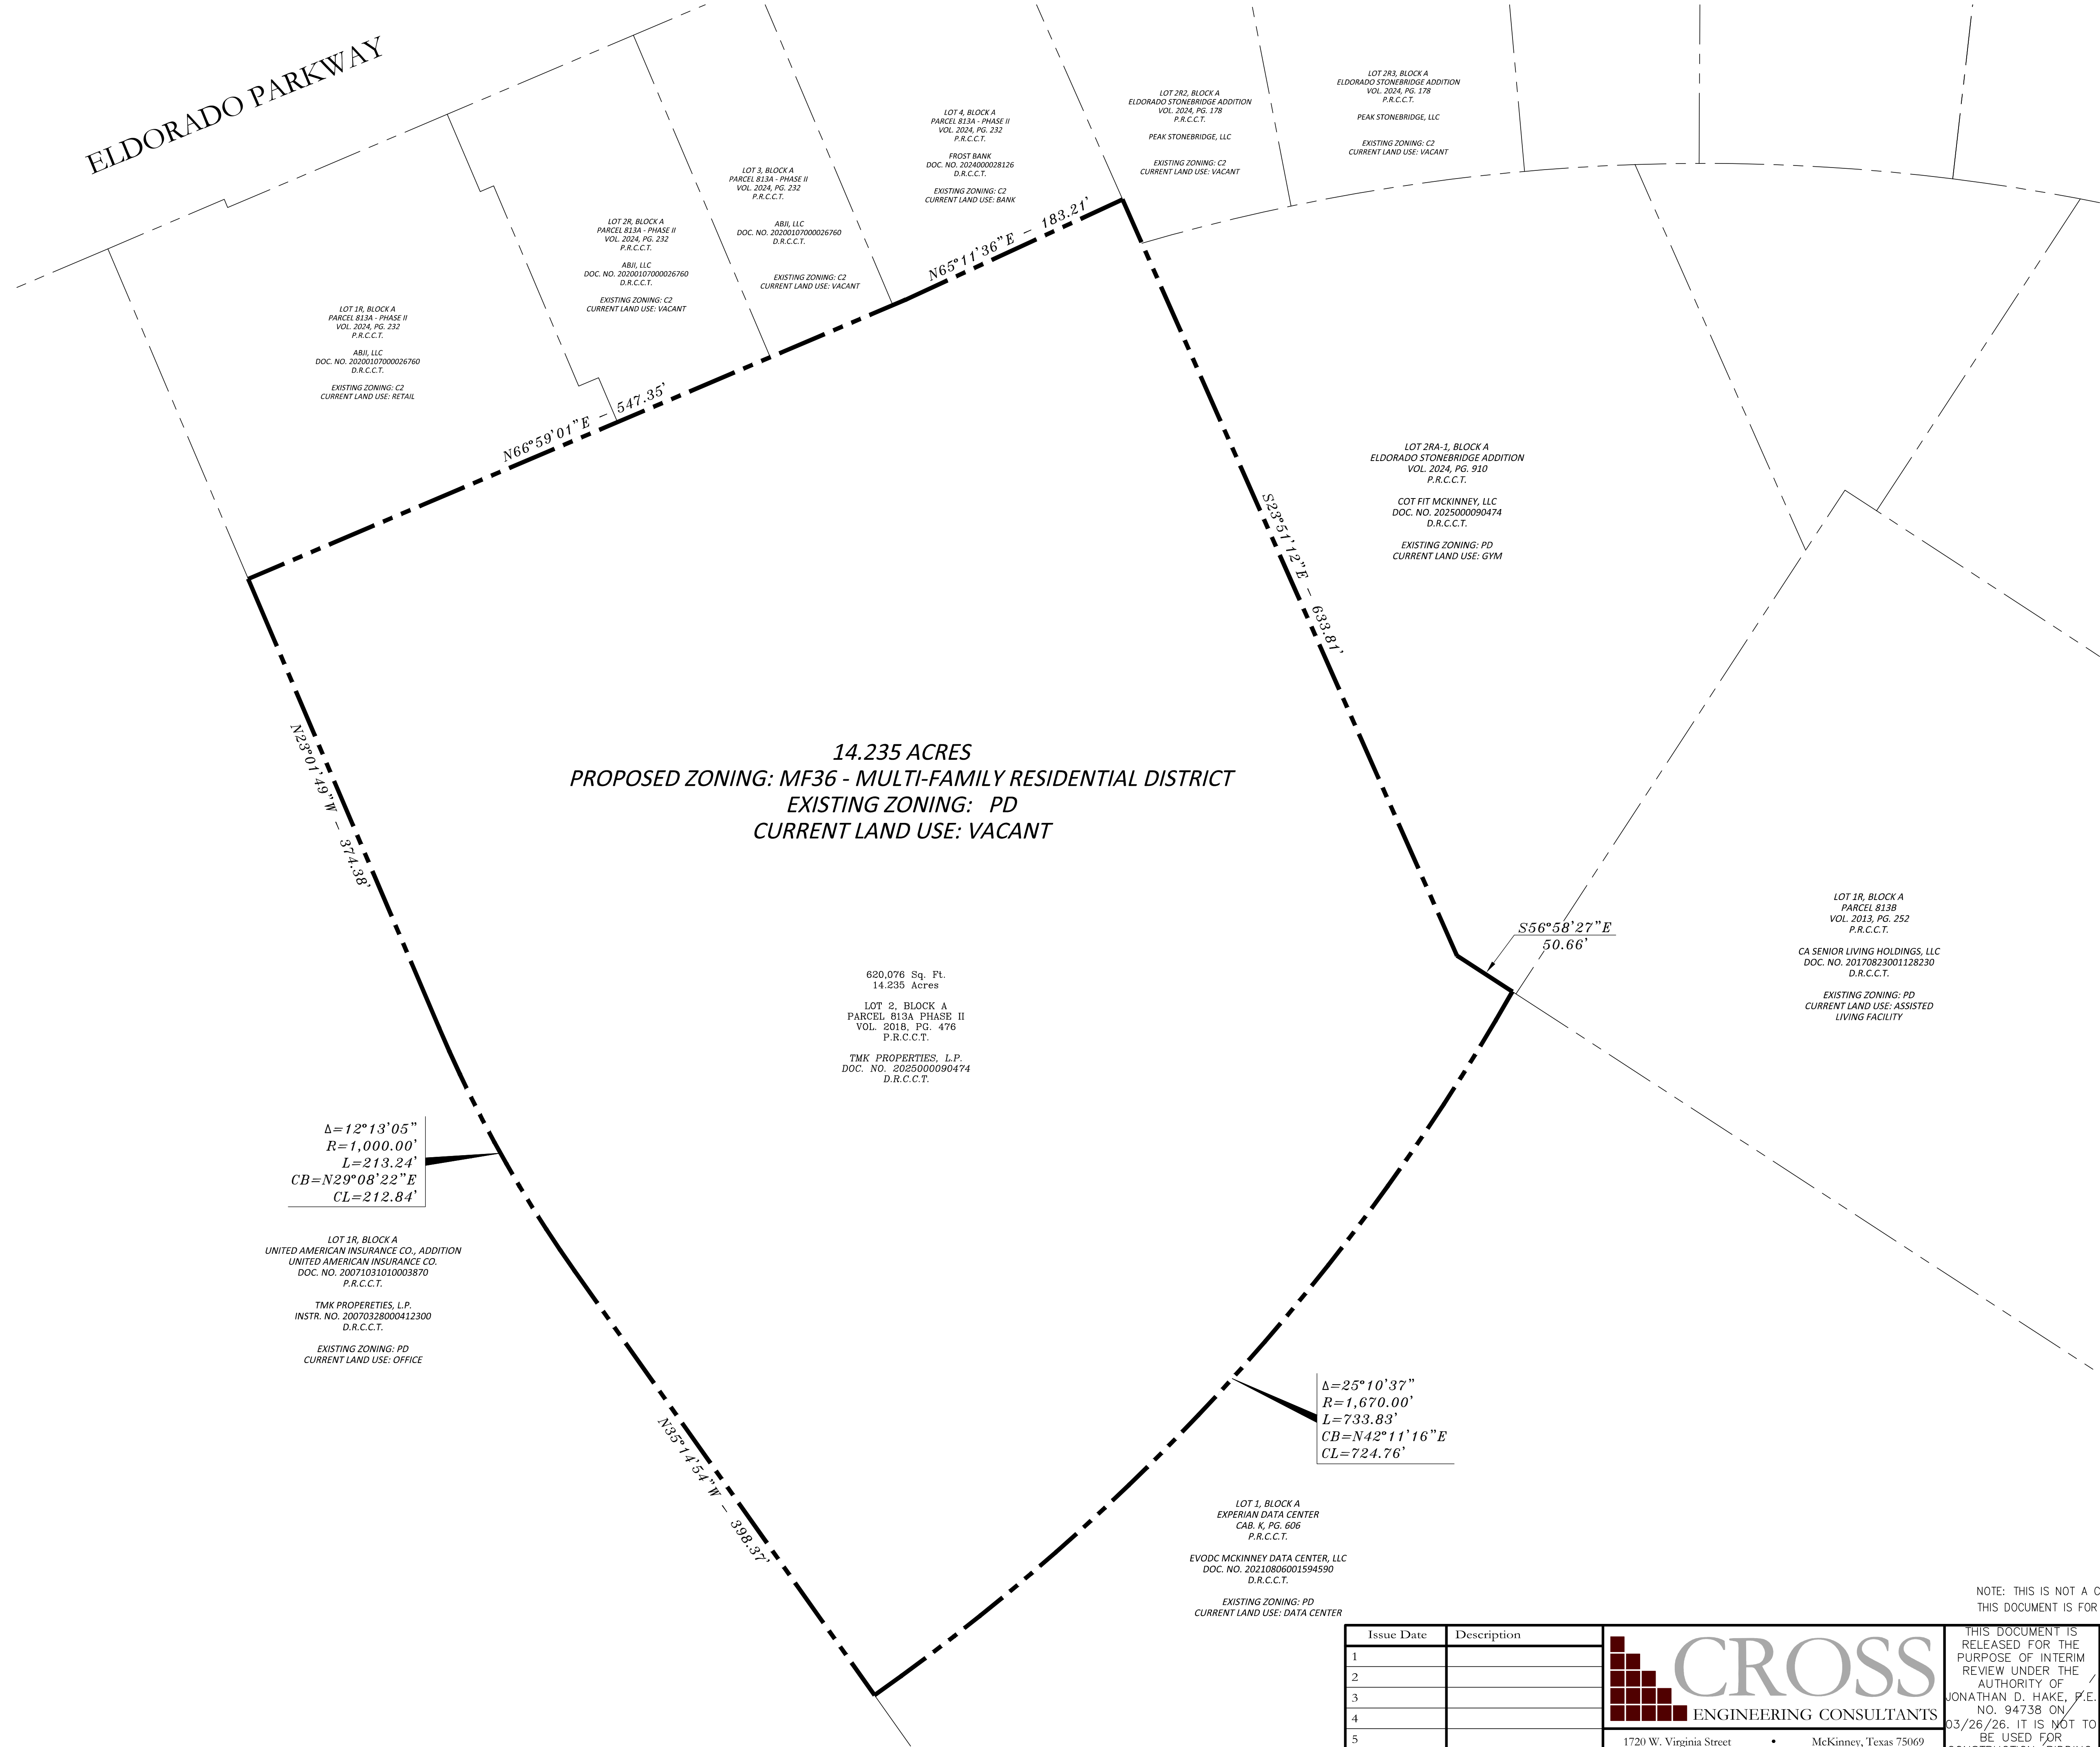 ELDORADO PARKWAY
LOT 1R, BLOCK A
PARCEL 813A - PHASE II
VOL. 2024, PG. 232
P.R.C.C.T.
ABJI, LLC
DOC. NO. 20200107000026760
D.R.C.C.T.
EXISTING ZONING: C2
CURRENT LAND USE: RETAIL
LOT 2R, BLOCK A
PARCEL 813A - PHASE II
VOL. 2024, PG. 232
P.R.C.C.T.
ABJI, LLC
DOC. NO. 20200107000026760
D.R.C.C.T.
EXISTING ZONING: C2
CURRENT LAND USE: VACANT
LOT 3, BLOCK A
PARCEL 813A - PHASE II
VOL. 2024, PG. 232
P.R.C.C.T.
ABJI, LLC
DOC. NO. 20200107000026760
D.R.C.C.T.
EXISTING ZONING: C2
CURRENT LAND USE: VACANT
LOT 4, BLOCK A
PARCEL 813A - PHASE II
VOL. 2024, PG. 232
P.R.C.C.T.
FROST BANK
DOC. NO. 2024000028126
D.R.C.C.T.
EXISTING ZONING: C2
CURRENT LAND USE: BANK
LOT 2R2, BLOCK A
ELDORADO STONEBRIDGE ADDITION
VOL. 2024, PG. 178
P.R.C.C.T.
PEAK STONEBRIDGE, LLC
EXISTING ZONING: C2
CURRENT LAND USE: VACANT
LOT 2R3, BLOCK A
ELDORADO STONEBRIDGE ADDITION
VOL. 2024, PG. 178
P.R.C.C.T.
PEAK STONEBRIDGE, LLC
EXISTING ZONING: C2
CURRENT LAND USE: VACANT
N66°59'01"E - 547.35'
N65°11'36"E - 183.21'
S23°51'12"E - 633.81'
LOT 2RA-1, BLOCK A
ELDORADO STONEBRIDGE ADDITION
VOL. 2024, PG. 910
P.R.C.C.T.
COT FIT MCKINNEY, LLC
DOC. NO. 2025000090474
D.R.C.C.T.
EXISTING ZONING: PD
CURRENT LAND USE: GYM
N23°01'49"W - 374.38'
14.235 ACRES
PROPOSED ZONING: MF36 - MULTI-FAMILY RESIDENTIAL DISTRICT
EXISTING ZONING: PD
CURRENT LAND USE: VACANT
S56°58'27"E
50.66'
LOT 1R, BLOCK A
PARCEL 813B
VOL. 2013, PG. 252
P.R.C.C.T.
CA SENIOR LIVING HOLDINGS, LLC
DOC. NO. 20170823001128230
D.R.C.C.T.
EXISTING ZONING: PD
CURRENT LAND USE: ASSISTED
LIVING FACILITY
620,076 Sq. Ft.
14.235 Acres
LOT 2, BLOCK A
PARCEL 813A PHASE II
VOL. 2018, PG. 476
P.R.C.C.T.
TMK PROPERTIES, L.P.
DOC. NO. 2025000090474
D.R.C.C.T.
Δ=12°13'05"
R=1,000.00'
L=213.24'
CB=N29°08'22"E
CL=212.84'
LOT 1R, BLOCK A
UNITED AMERICAN INSURANCE CO., ADDITION
UNITED AMERICAN INSURANCE CO.
DOC. NO. 20071031010003870
P.R.C.C.T.
TMK PROPERETIES, L.P.
INSTR. NO. 20070328000412300
D.R.C.C.T.
EXISTING ZONING: PD
CURRENT LAND USE: OFFICE
N35°14'54"W - 398.37'
Δ=25°10'37"
R=1,670.00'
L=733.83'
CB=N42°11'16"E
CL=724.76'
LOT 1, BLOCK A
EXPERIAN DATA CENTER
CAB. K, PG. 606
P.R.C.C.T.
EVODC MCKINNEY DATA CENTER, LLC
DOC. NO. 20210806001594590
D.R.C.C.T.
EXISTING ZONING: PD
CURRENT LAND USE: DATA CENTER
NOTE: THIS IS NOT A C
THIS DOCUMENT IS FOR
Issue Date Description
1
2
3
4
5
CROSS
ENGINEERING CONSULTANTS
1720 W. Virginia Street • McKinney, Texas 75069
THIS DOCUMENT IS
RELEASED FOR THE
PURPOSE OF INTERIM
REVIEW UNDER THE
AUTHORITY OF
JONATHAN D. HAKE, P.E.
NO. 94738 ON
03/26/26. IT IS NOT TO
BE USED FOR